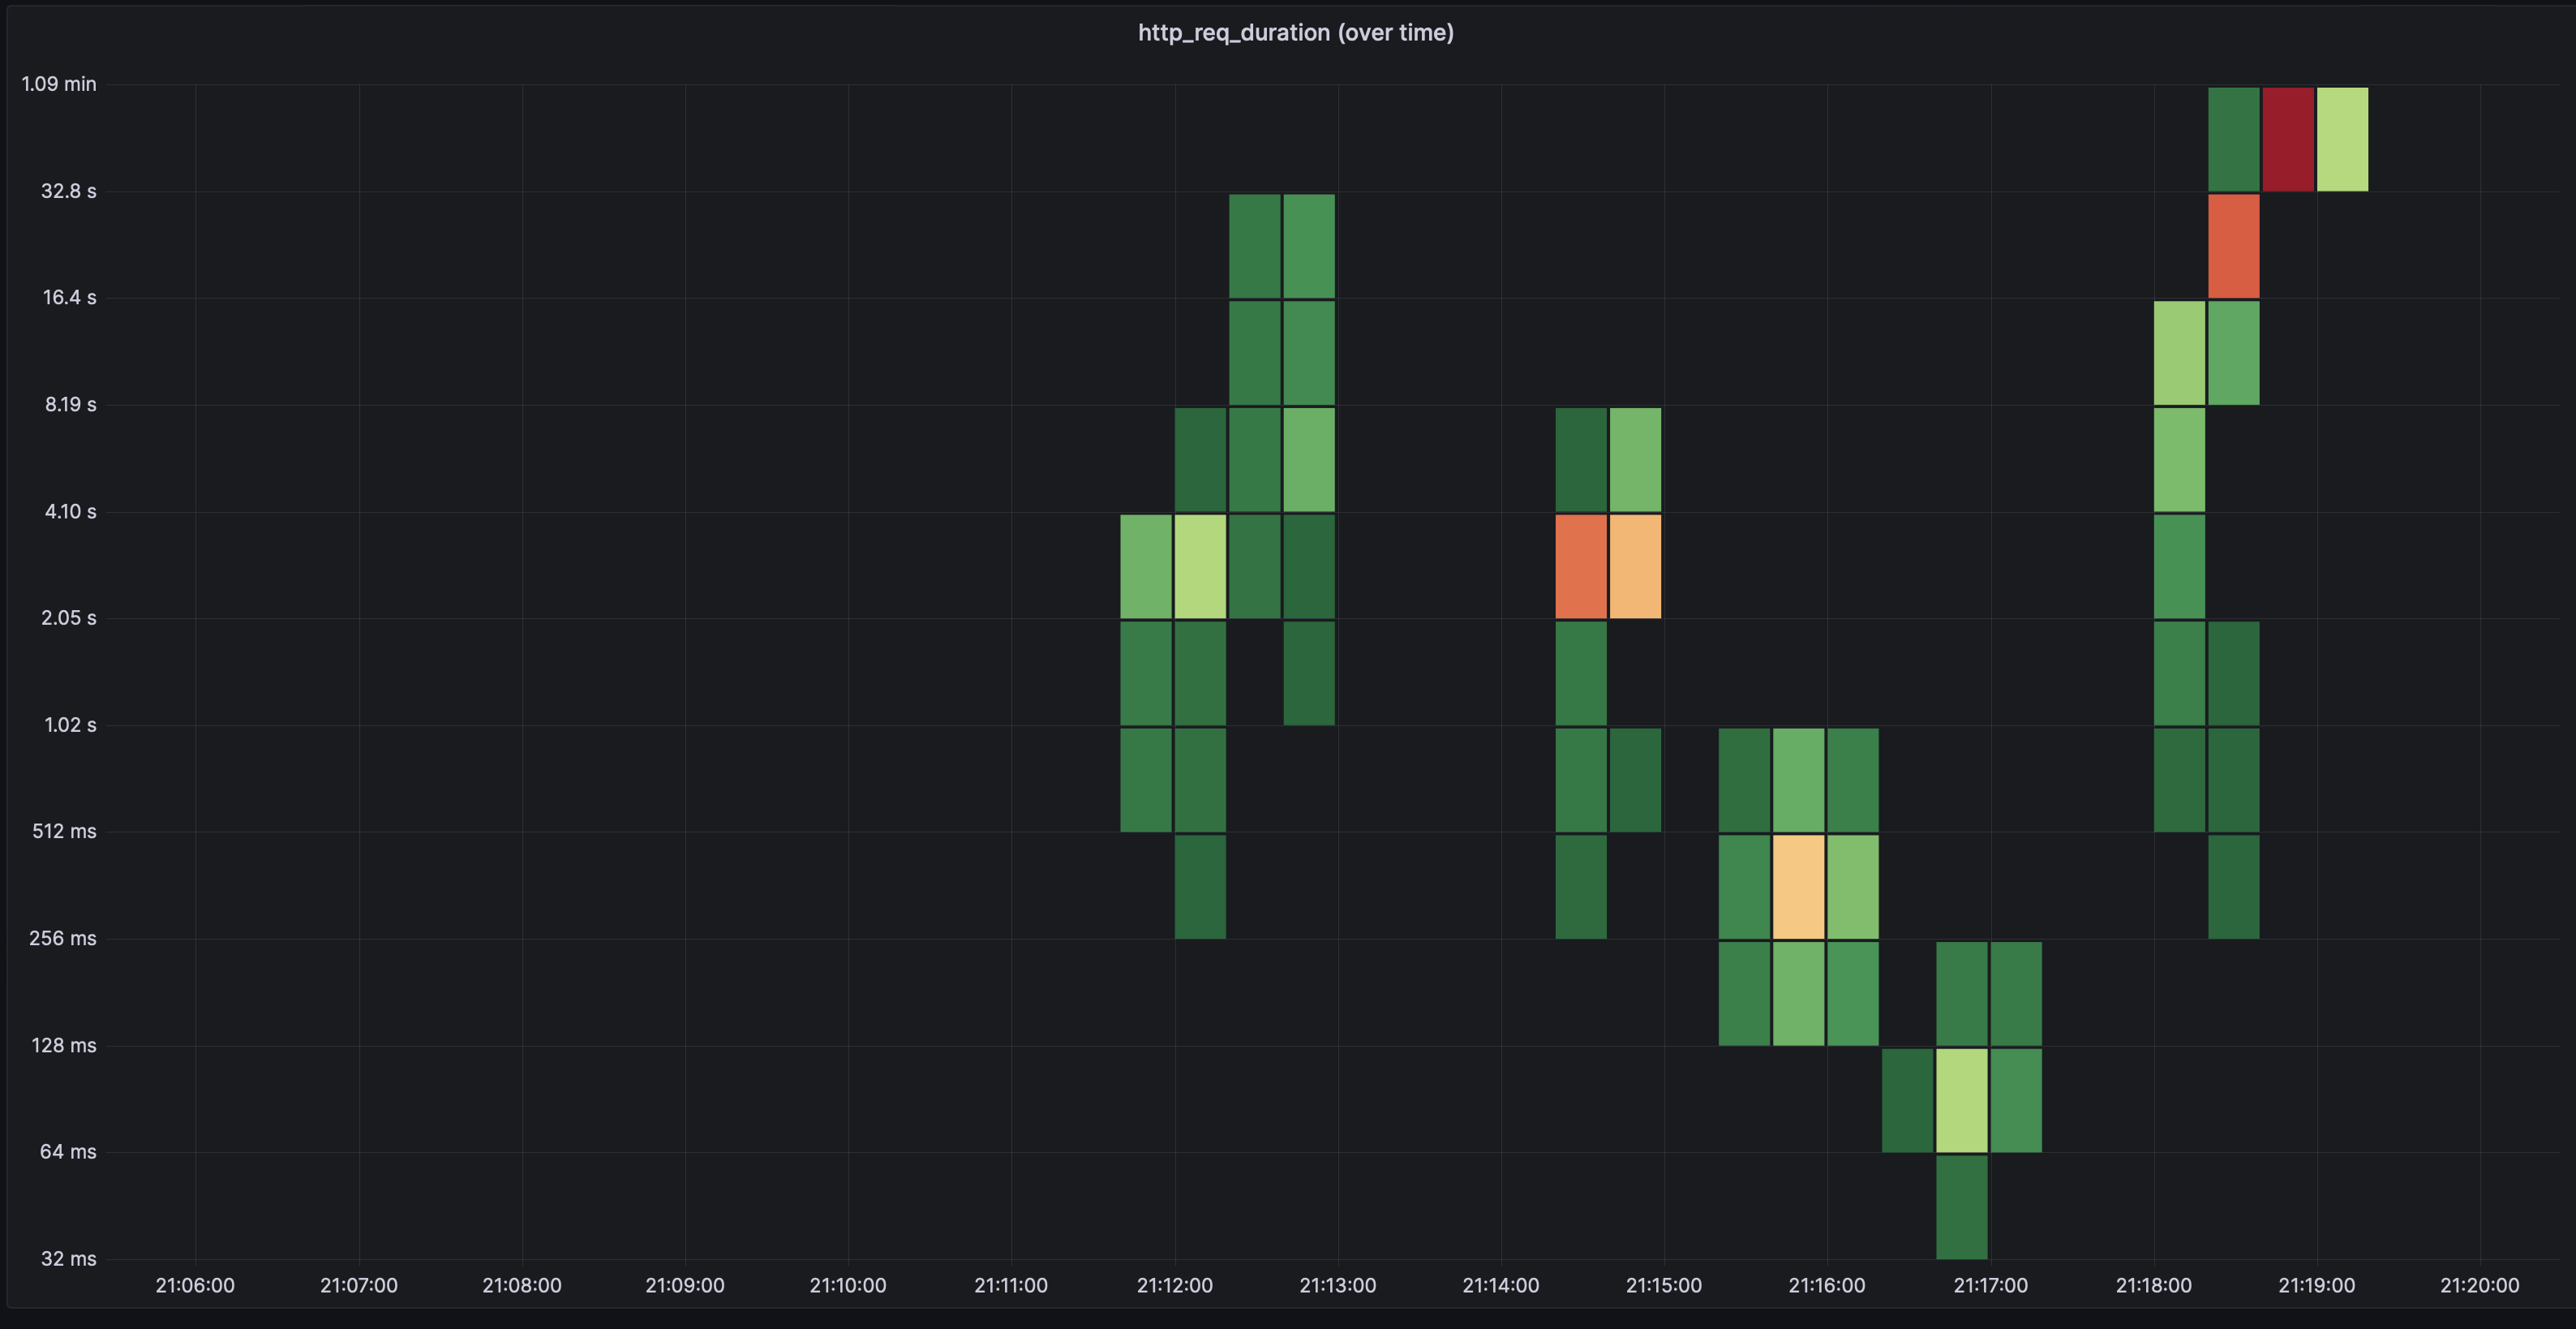 http_req_duration (over time)
1.09 min
32.8 s
16.4 s
8.19 s
4.10 s
2.05 s
1.02 s
512 ms
256 ms
128 ms
64 ms
32 ms
21:06:00 21:07:00 21:08:00 21:09:00 21:10:00 21:11:00 21:12:00 21:13:00 21:14:00 21:15:00 21:16:00 21:17:00 21:18:00 21:19:00 21:20:00